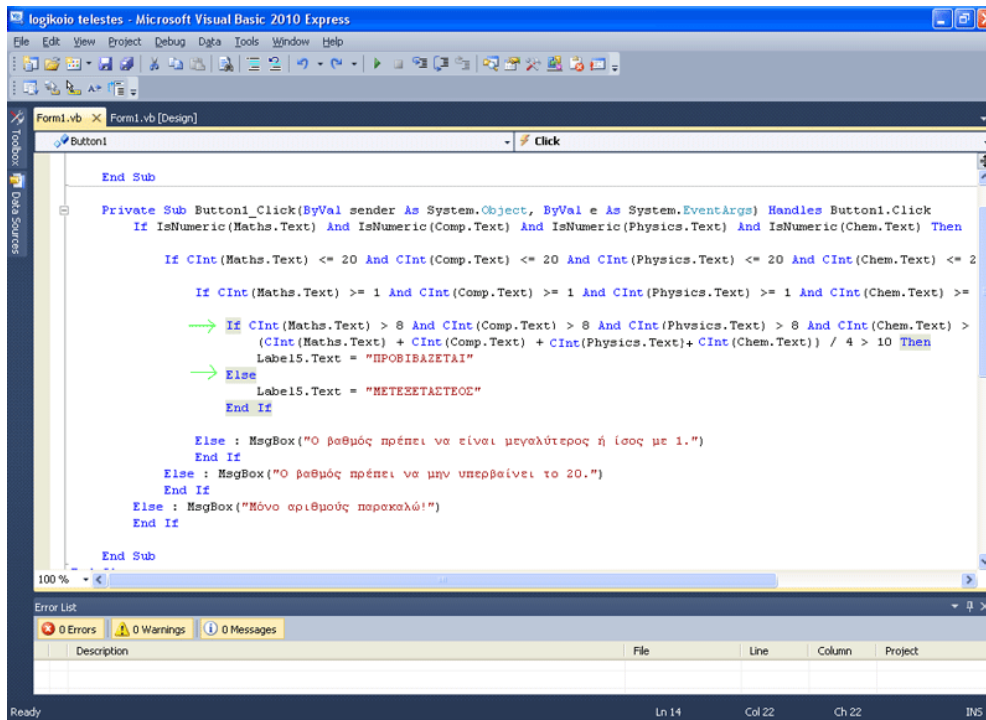 logikoio telestes - Microsoft Visual Basic 2010 Express
File Edit View Project Debug Data Tools Window Help
Form1.vb Form1.vb [Design]
Button1 Click
Toolbox
Data Sources
End Sub
Private Sub Button1_Click(ByVal sender As System.Object, ByVal e As System.EventArgs) Handles Button1.Click
If IsNumeric(Maths.Text) And IsNumeric(Comp.Text) And IsNumeric(Physics.Text) And IsNumeric(Chem.Text) Then
If CInt(Maths.Text) <= 20 And CInt(Comp.Text) <= 20 And CInt(Physics.Text) <= 20 And CInt(Chem.Text) <= 2
If CInt(Maths.Text) >= 1 And CInt(Comp.Text) >= 1 And CInt(Physics.Text) >= 1 And CInt(Chem.Text) >=
If CInt(Maths.Text) > 8 And CInt(Comp.Text) > 8 And CInt(Physics.Text) > 8 And CInt(Chem.Text) >
(CInt(Maths.Text) + CInt(Comp.Text) + CInt(Physics.Text)+ CInt(Chem.Text)) / 4 > 10 Then
Label5.Text = "ΠΡΟΒΙΒΑΖΕΤΑΙ"
Else
Label5.Text = "ΜΕΤΕΞΕΤΑΣΤΕΟΣ"
End If
Else : MsgBox("Ο βαθμός πρέπει να είναι μεγαλύτερος ή ίσος με 1.")
End If
Else : MsgBox("Ο βαθμός πρέπει να μην υπερβαίνει το 20.")
End If
Else : MsgBox("Μόνο αριθμούς παρακαλώ!")
End If
End Sub
100 %
Error List
0 Errors 0 Warnings 0 Messages
Description File Line Column Project
Ready Ln 14 Col 22 Ch 22 INS